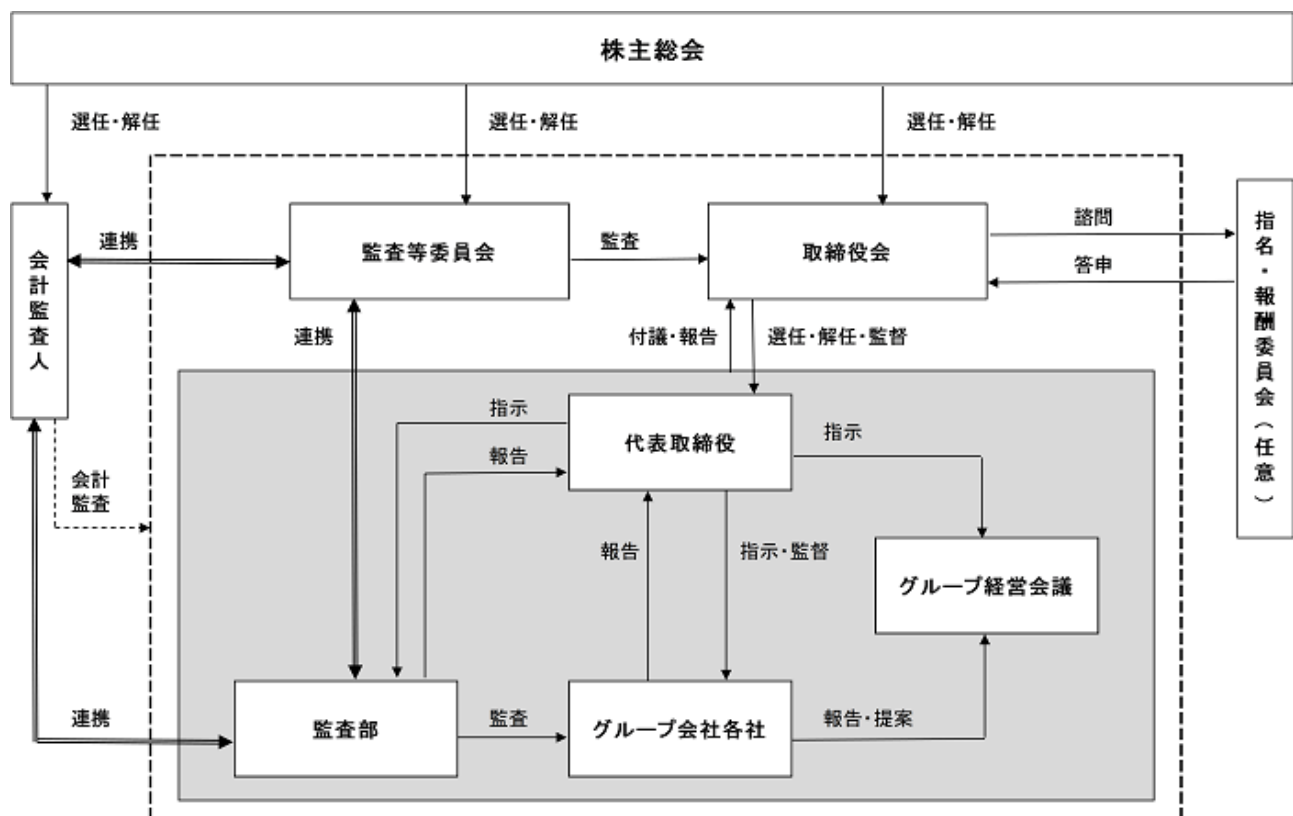 株主総会
選任・解任
選任・解任
選任・解任
会計監査人
連携
監査等委員会
監査
取締役会
諮問
答申
指名・報酬委員会（任意）
連携
付議・報告
選任・解任・監督
指示
代表取締役
指示
報告
会計
監査
報告
指示・監督
グループ経営会議
連携
監査部
監査
グループ会社各社
報告・提案